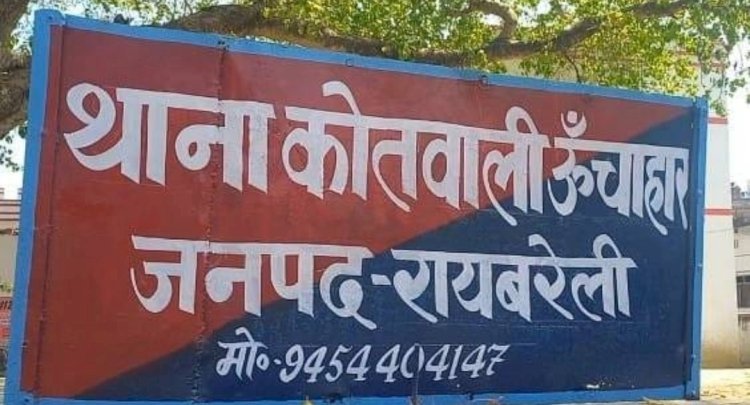 थाना कोतवाली ऊँचाहार
जनपद-रायबरेली
मो॰-9454404147